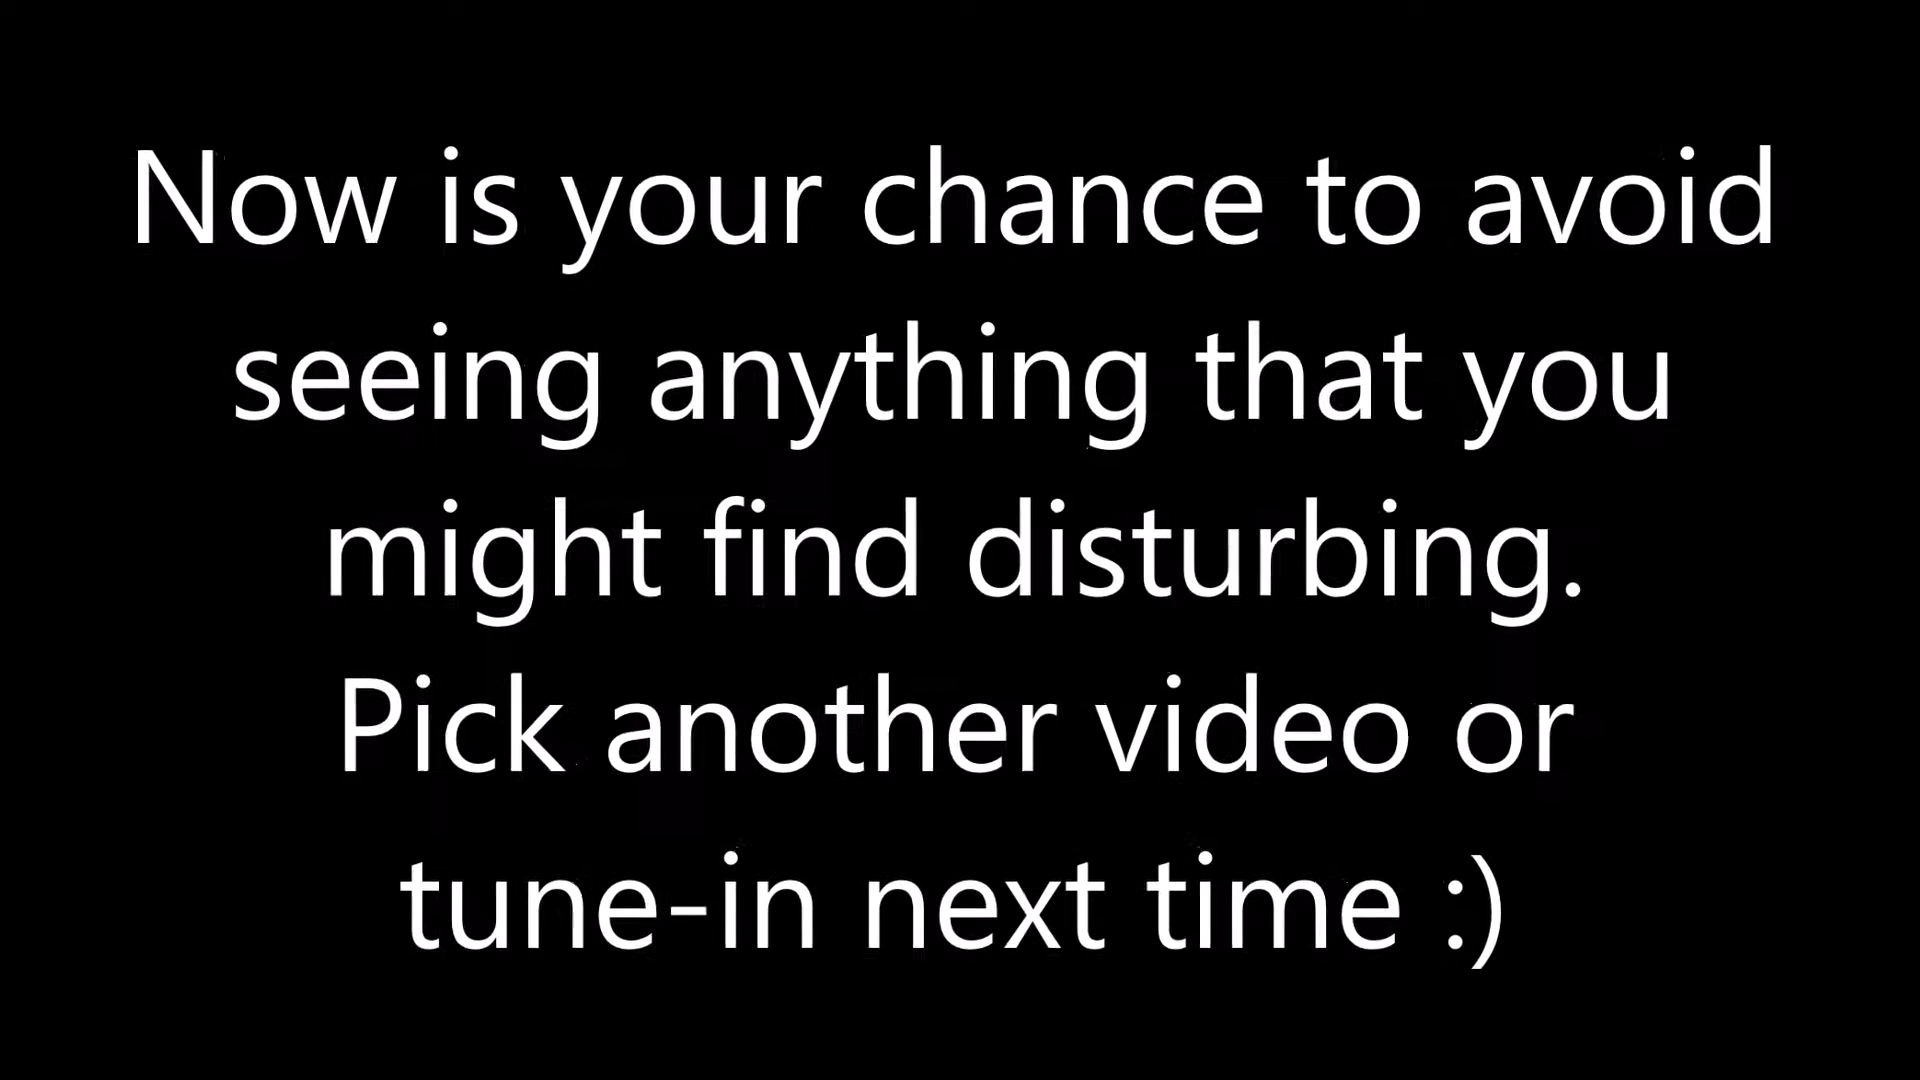 Now is your chance to avoid
seeing anything that you
might find disturbing.
Pick another video or
tune-in next time :)